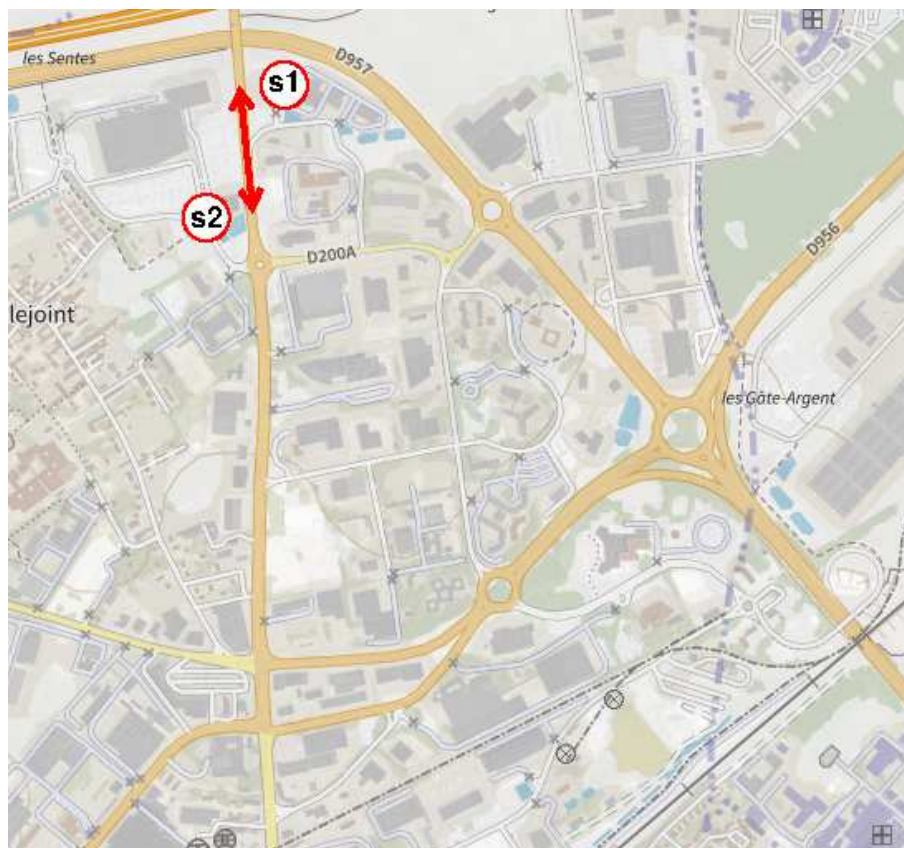 les Sentes
D957
s1
s2
D200A
D956
lejoint
les Gâte-Argent